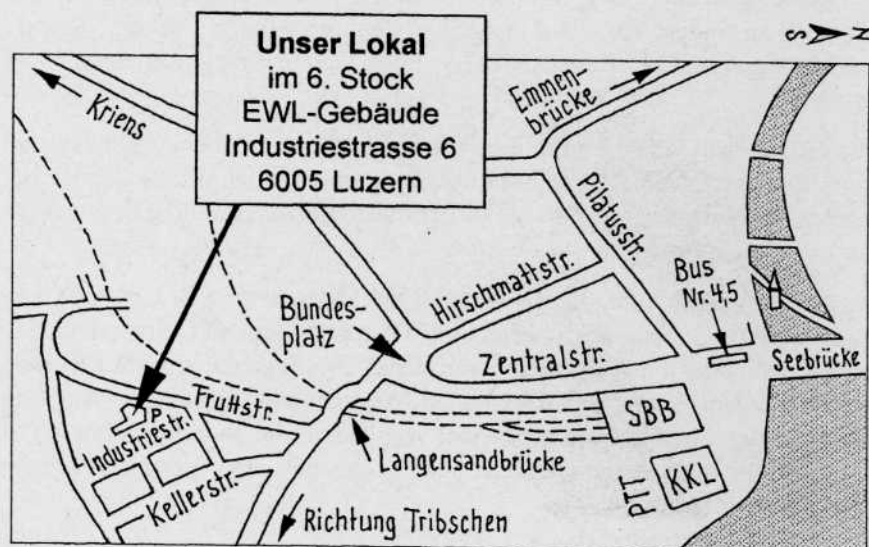 Unser Lokal
im 6. Stock
EWL-Gebäude
Industriestrasse 6
6005 Luzern
S N
Kriens
Emmen-
brücke
Pilatusstr.
Bus
Nr. 4,5
Hirschmattstr.
Bundes-
platz
Zentralstr.
Seebrücke
Fruttstr.
P
Industriestr.
Kellerstr.
SBB
Langensandbrücke
PTT
KKL
Richtung Tribschen